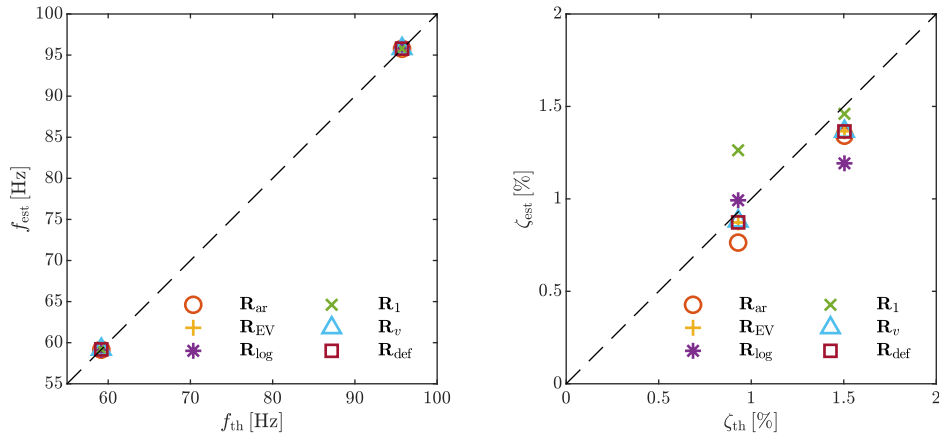 100
95
90
85
80
75
70
65
60
55
f_est [Hz]
60 70 80 90 100
f_th [Hz]
R_ar R_1
R_EV R_v
R_log R_def
2
1.5
1
0.5
0
ζ_est [%]
0 0.5 1 1.5 2
ζ_th [%]
R_ar R_1
R_EV R_v
R_log R_def